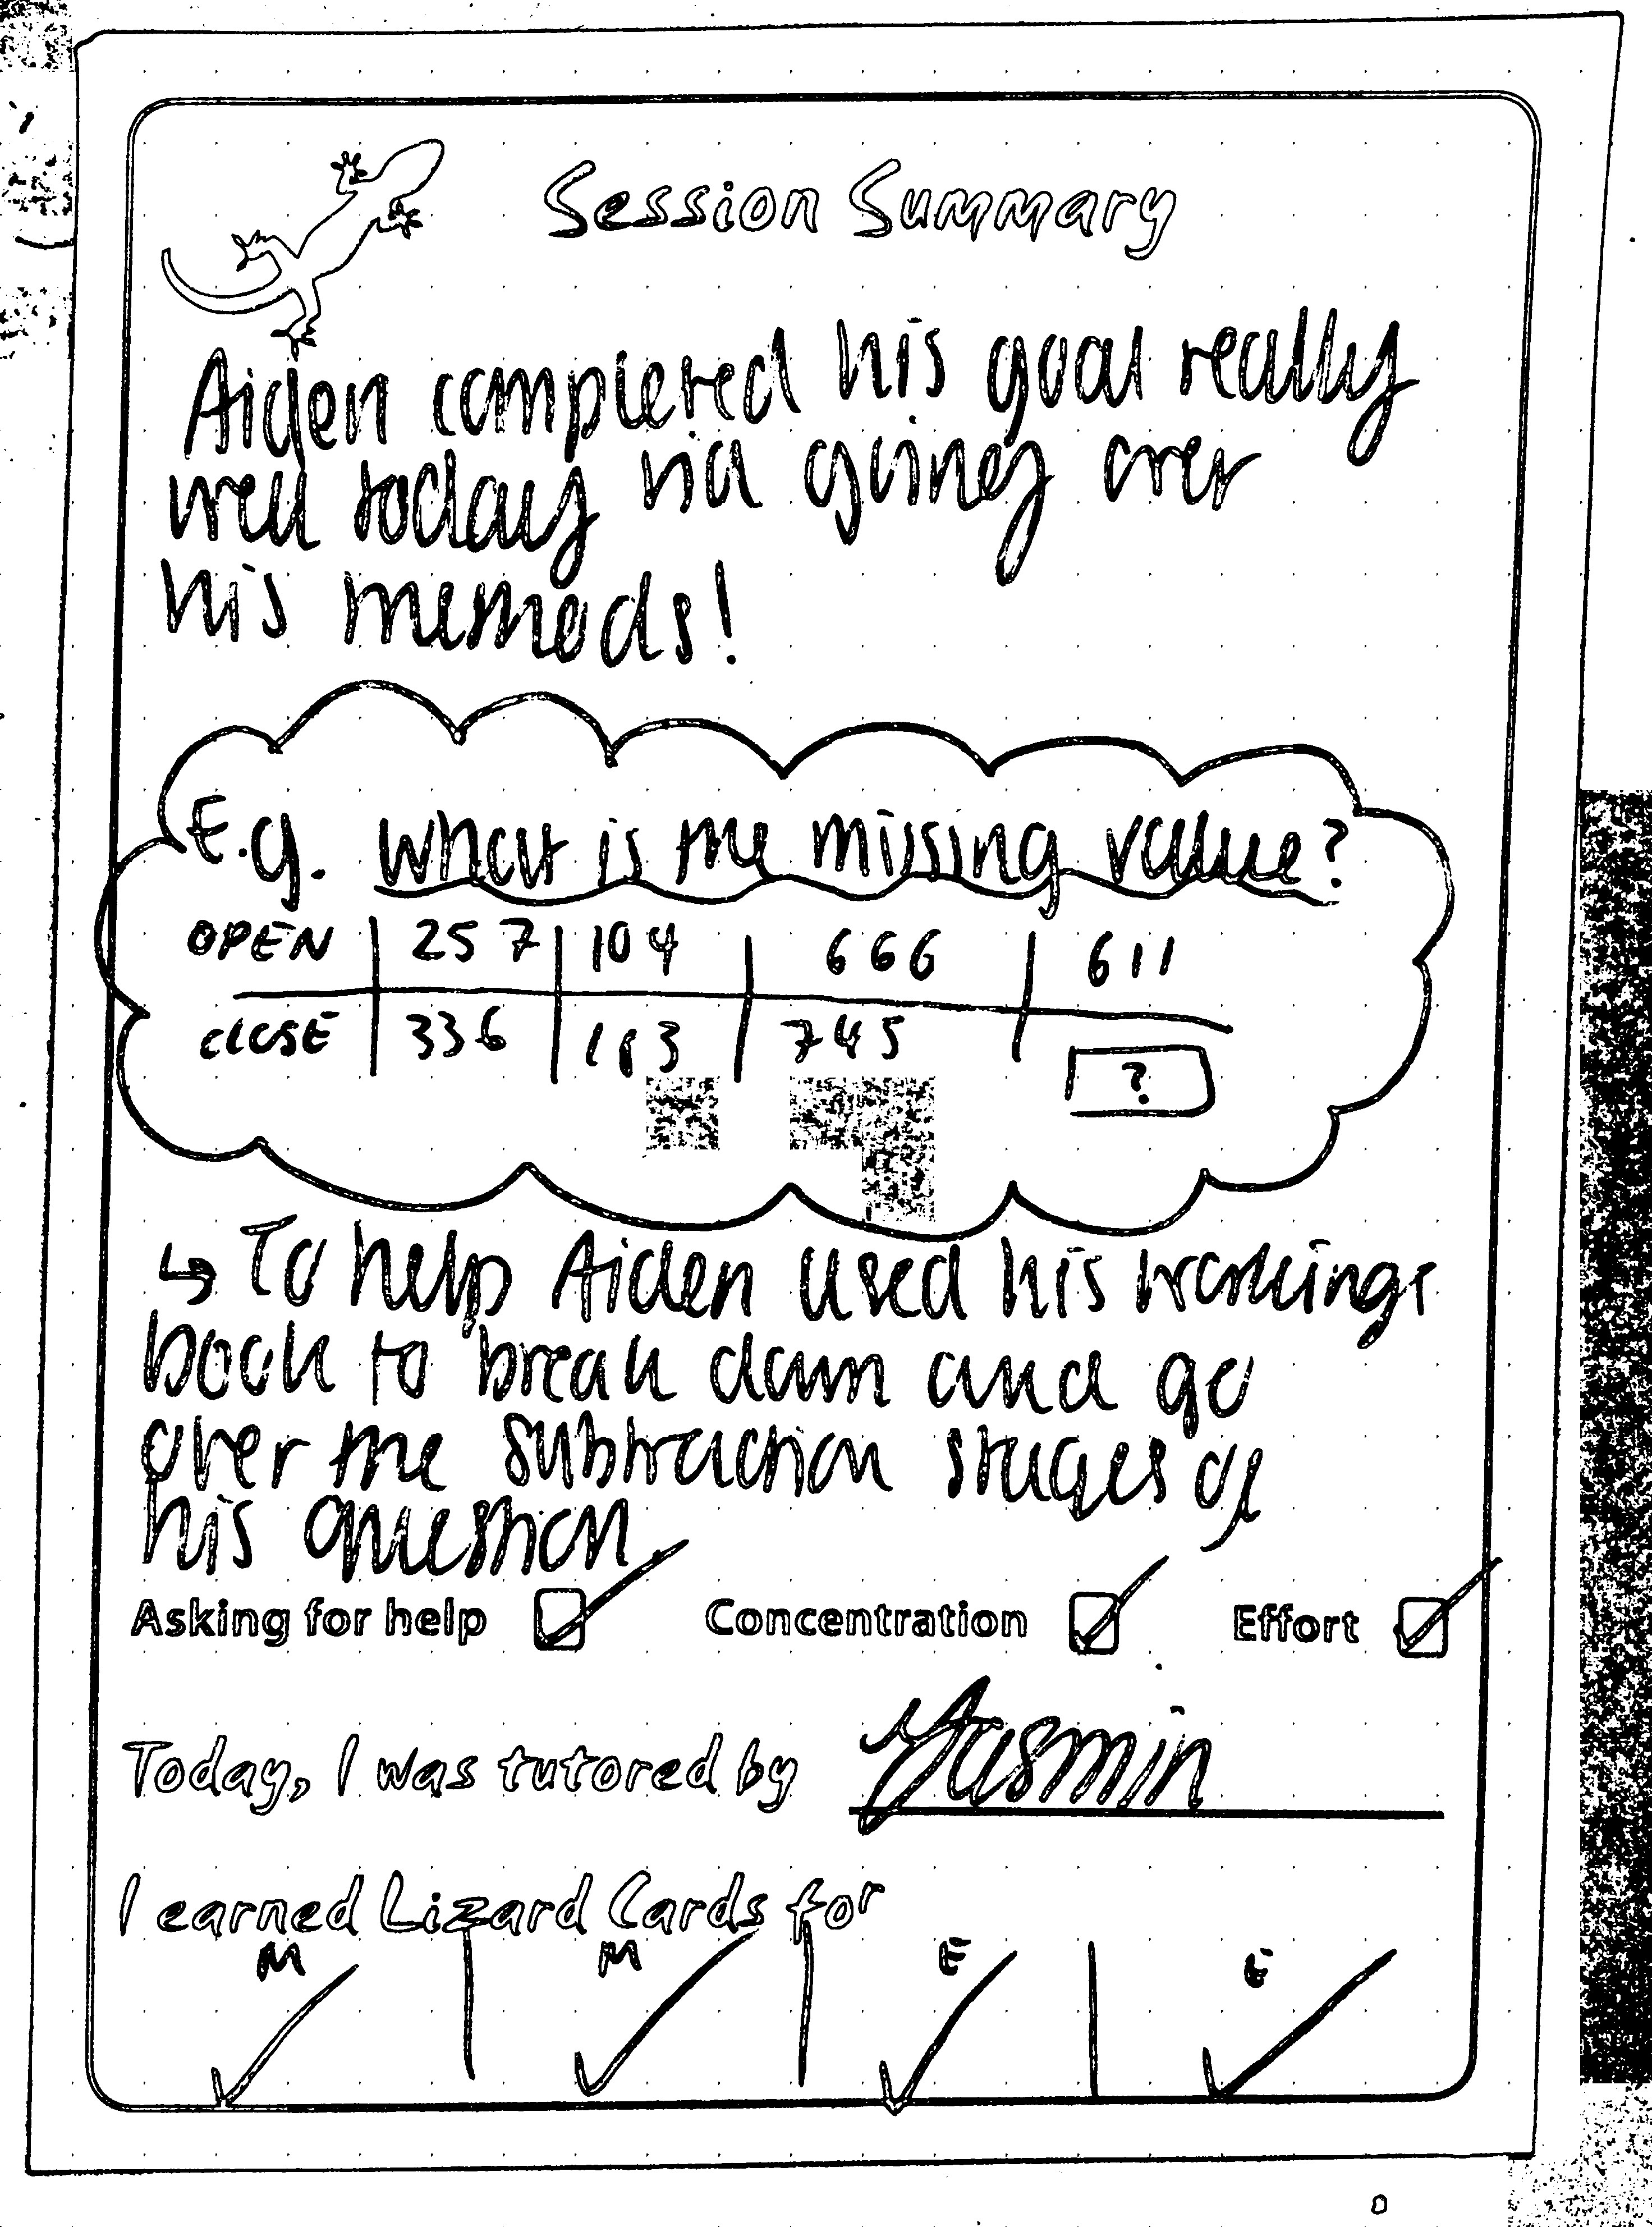 Session Summary
Aiden completed his goal really
well today via going over
his methods!
E.g. What is the missing value?
OPEN | 257 | 104 | 666 | 611
CLOSE | 336 | 183 | 745 | ?
↳ To help Aiden used his workings
book to break down and go
over the subtraction stages of
his question
Asking for help ☑ Concentration ☑ Effort ☑
Today, I was tutored by Yasmin
I earned Lizard Cards for
M ✓ | M ✓ | E ✓ | E ✓